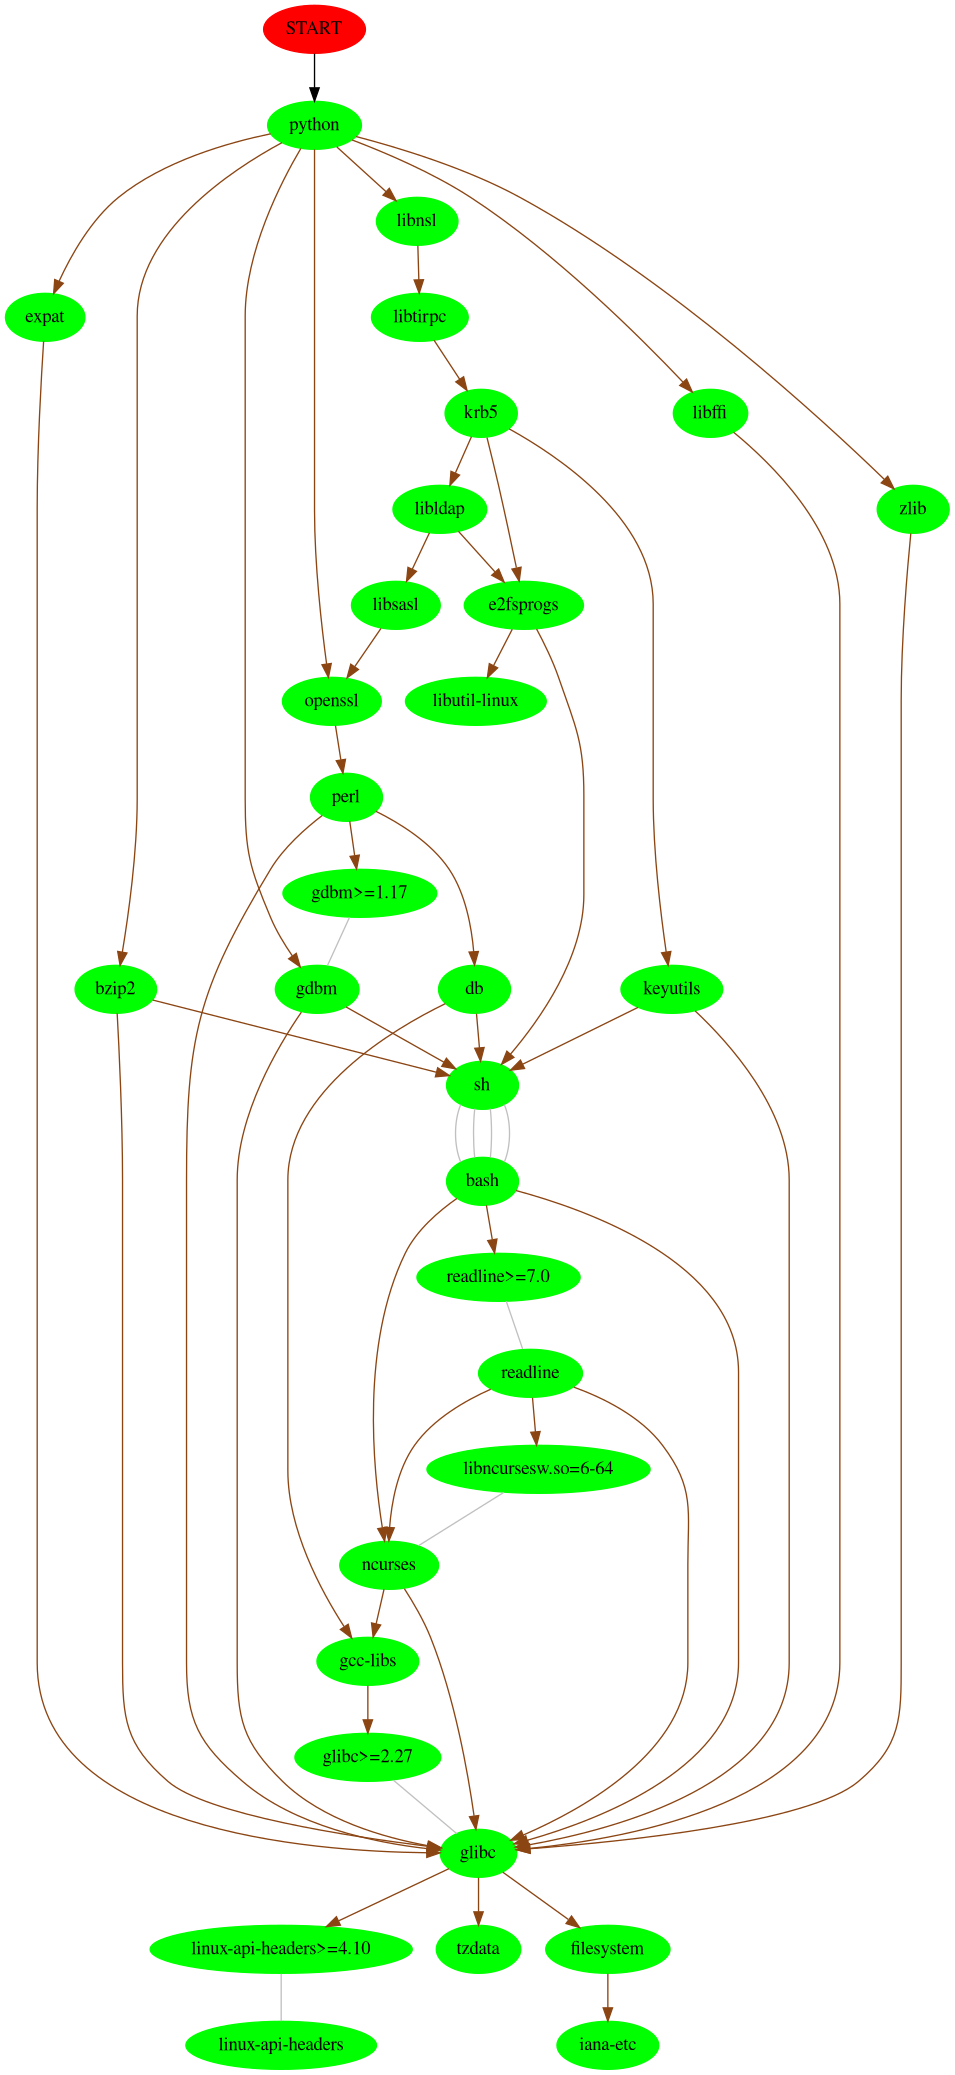 START
python
libnsl
expat
libtirpc
krb5
libffi
libldap
zlib
libsasl
e2fsprogs
openssl
libutil-linux
perl
gdbm>=1.17
bzip2
gdbm
db
keyutils
sh
bash
readline>=7.0
readline
libncursesw.so=6-64
ncurses
gcc-libs
glibc>=2.27
glibc
linux-api-headers>=4.10
tzdata
filesystem
linux-api-headers
iana-etc